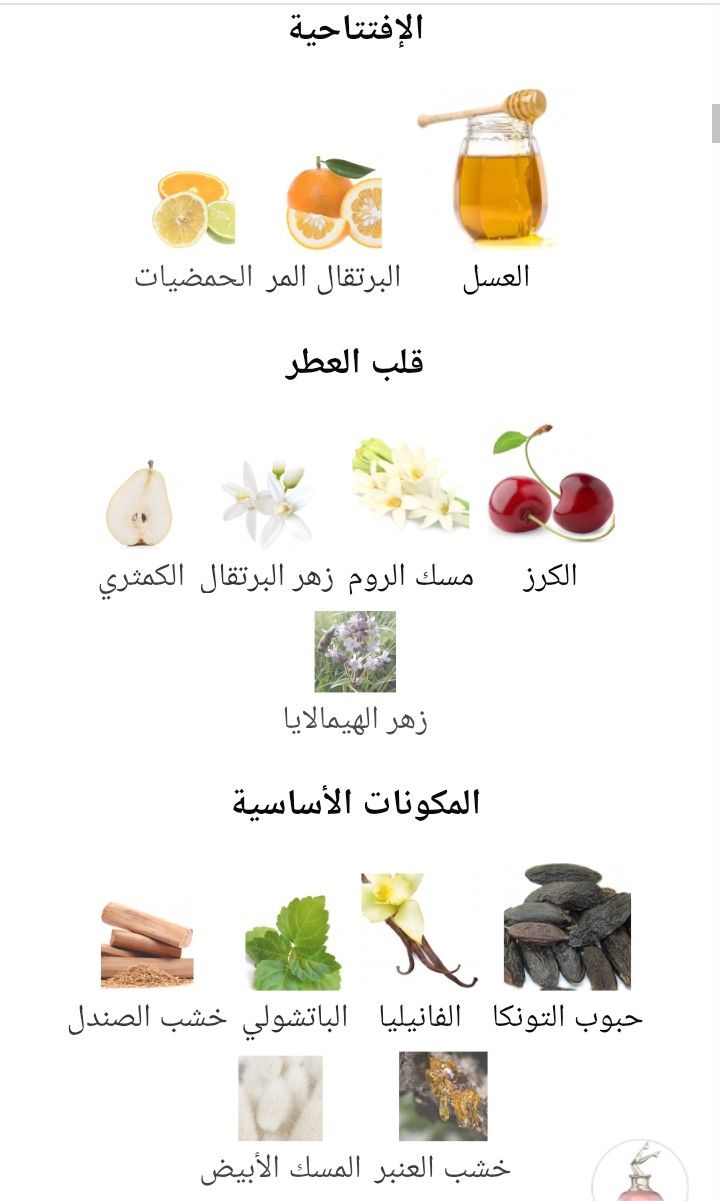 الإفتتاحية
العسل البرتقال المر الحمضيات
قلب العطر
الكرز مسك الروم زهر البرتقال الكمثري
زهر الهيمالايا
المكونات الأساسية
حبوب التونكا الفانيليا الباتشولي خشب الصندل
خشب العنبر المسك الأبيض